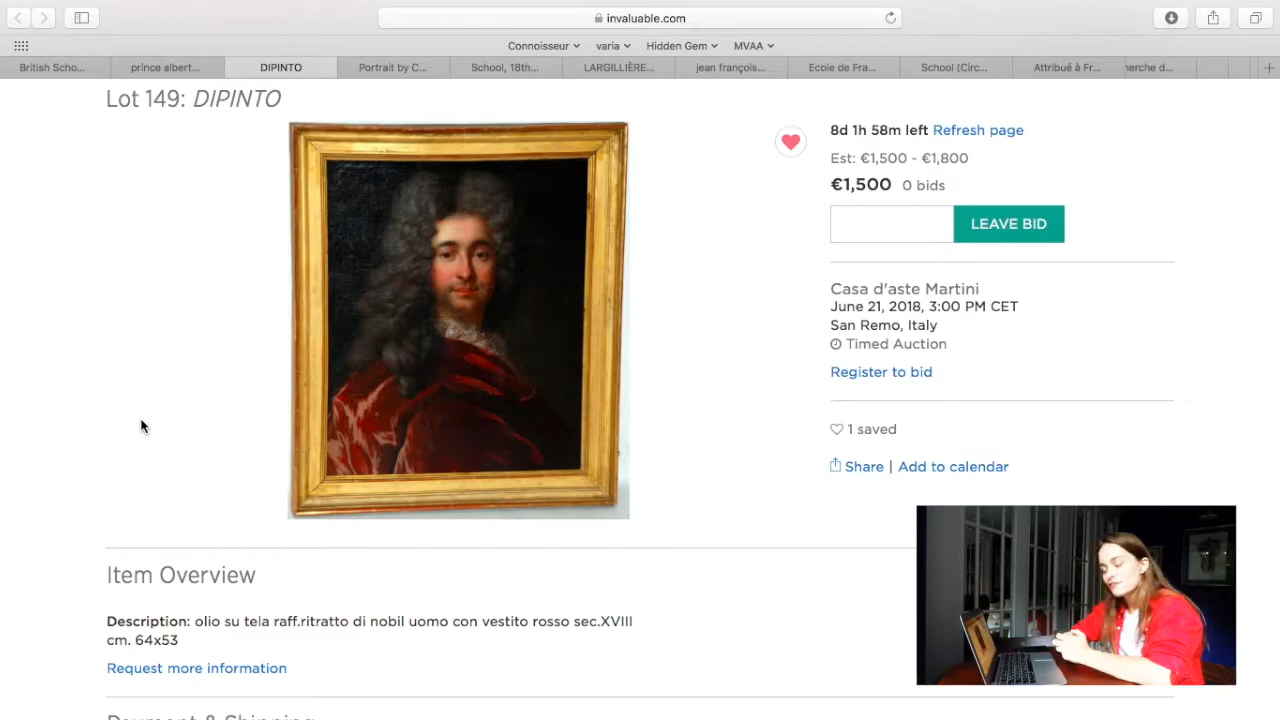 invaluable.com
Connoisseur varia Hidden Gem MVAA
British Scho... prince albert... DIPINTO Portrait by C... School, 18th... LARGILLIÈRE... jean françois... Ecole de Fra... School (Circ... Attribué à Fr... herche d...
Lot 149: DIPINTO
8d 1h 58m left Refresh page
Est: €1,500 - €1,800
€1,500 0 bids
LEAVE BID
Casa d'aste Martini
June 21, 2018, 3:00 PM CET
San Remo, Italy
Timed Auction
Register to bid
1 saved
Share | Add to calendar
Item Overview
Description: olio su tela raff.ritratto di nobil uomo con vestito rosso sec.XVIII
cm. 64x53
Request more information
Payment & Shipping